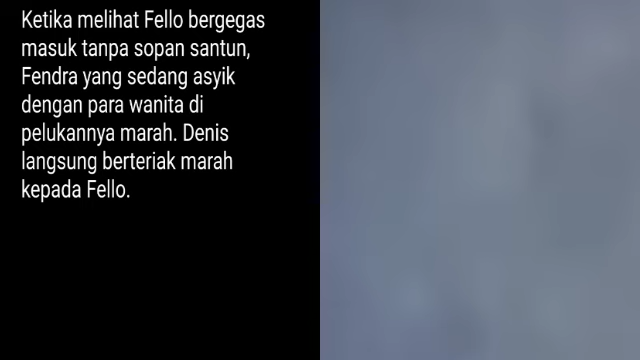 Ketika melihat Fello bergegas
masuk tanpa sopan santun,
Fendra yang sedang asyik
dengan para wanita di
pelukannya marah. Denis
langsung berteriak marah
kepada Fello.